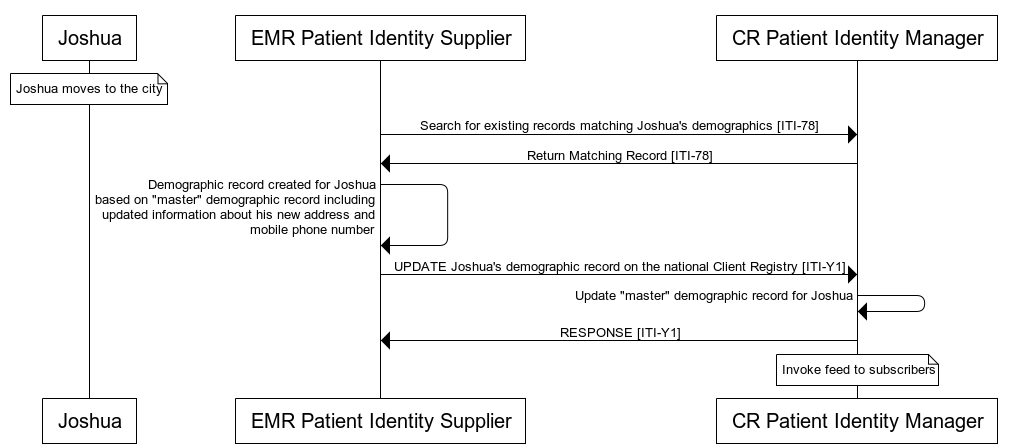 Joshua
EMR Patient Identity Supplier
CR Patient Identity Manager
Joshua moves to the city
Search for existing records matching Joshua's demographics [ITI-78]
Return Matching Record [ITI-78]
Demographic record created for Joshua
based on "master" demographic record including
updated information about his new address and
mobile phone number
UPDATE Joshua's demographic record on the national Client Registry [ITI-Y1]
Update "master" demographic record for Joshua
RESPONSE [ITI-Y1]
Invoke feed to subscribers
Joshua
EMR Patient Identity Supplier
CR Patient Identity Manager